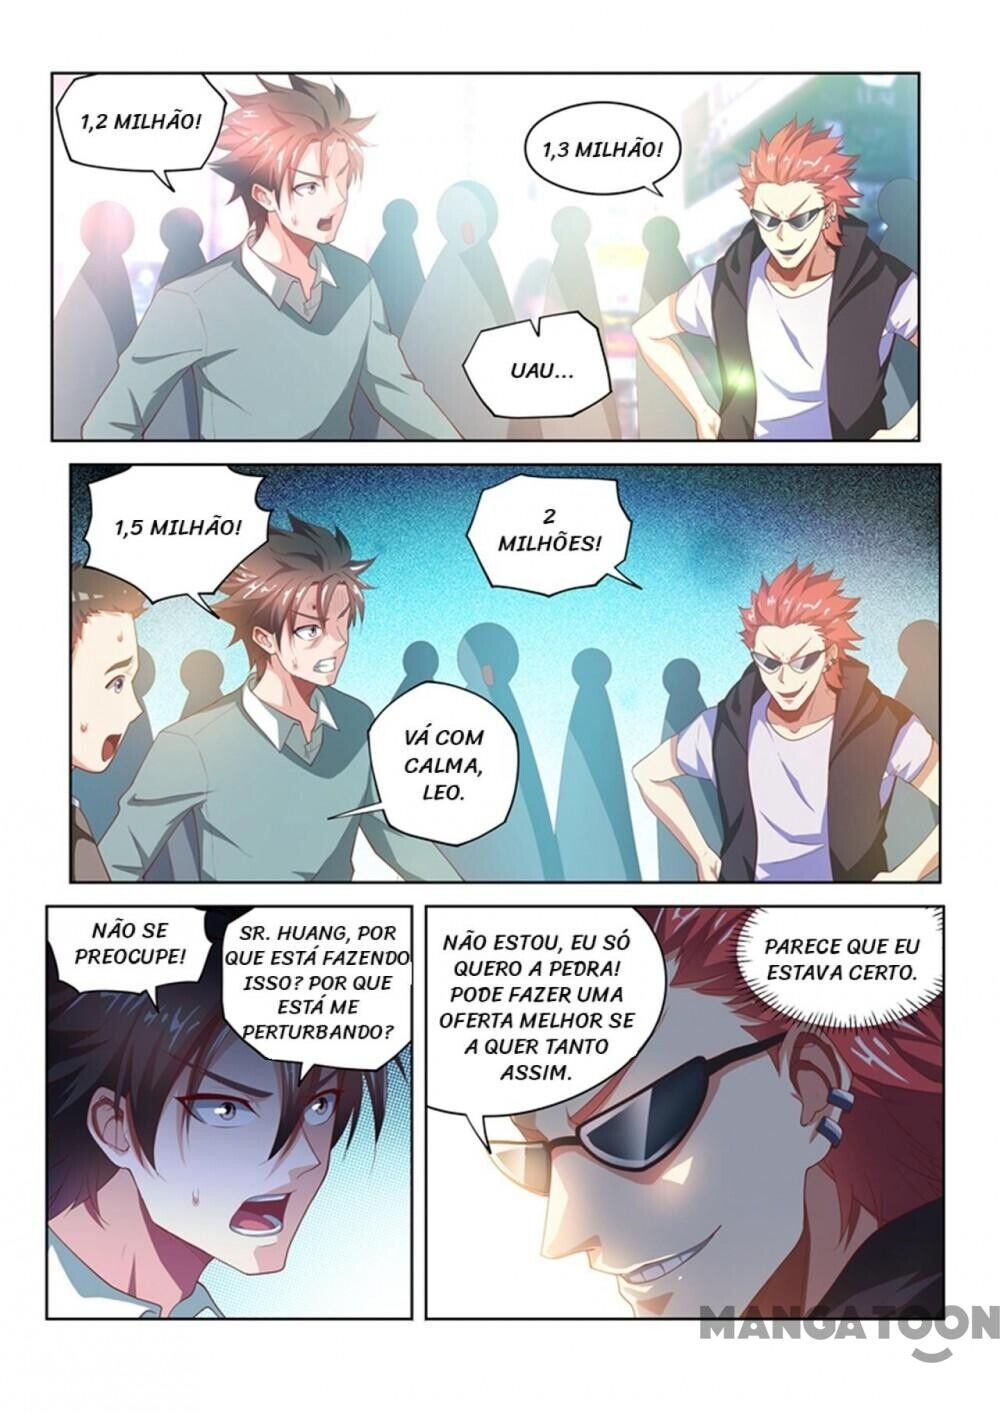 1,2 MILHÃO!
1,3 MILHÃO!
UAU...
1,5 MILHÃO!
2
MILHÕES!
VÁ COM
CALMA,
LEO.
NÃO SE
PREOCUPE!
SR. HUANG, POR
QUE ESTÁ FAZENDO
ISSO? POR QUE
ESTÁ ME
PERTURBANDO?
NÃO ESTOU, EU SÓ
QUERO A PEDRA!
PODE FAZER UMA
OFERTA MELHOR SE
A QUER TANTO
ASSIM.
PARECE QUE EU
ESTAVA CERTO.
MANGATOON